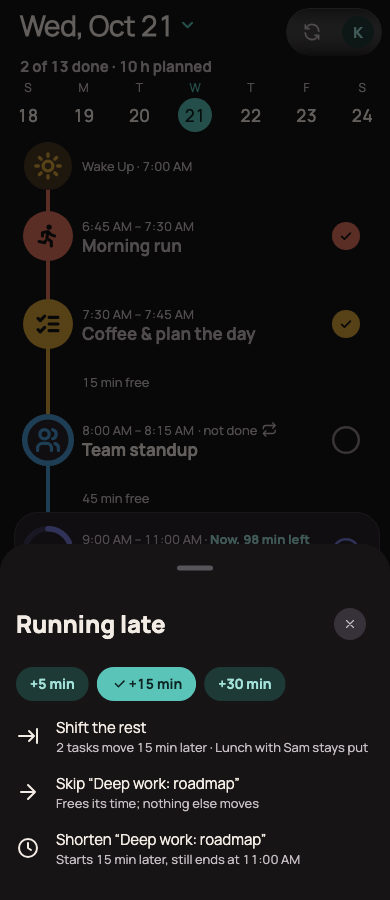 Wed, Oct 21
K
2 of 13 done · 10 h planned
S M T W T F S
18 19 20 21 22 23 24
Wake Up · 7:00 AM
6:45 AM – 7:30 AM
Morning run
7:30 AM – 7:45 AM
Coffee & plan the day
15 min free
8:00 AM – 8:15 AM · not done
Team standup
45 min free
9:00 AM – 11:00 AM · Now, 98 min left
Running late
+5 min +15 min +30 min
Shift the rest
2 tasks move 15 min later · Lunch with Sam stays put
Skip “Deep work: roadmap”
Frees its time; nothing else moves
Shorten “Deep work: roadmap”
Starts 15 min later, still ends at 11:00 AM